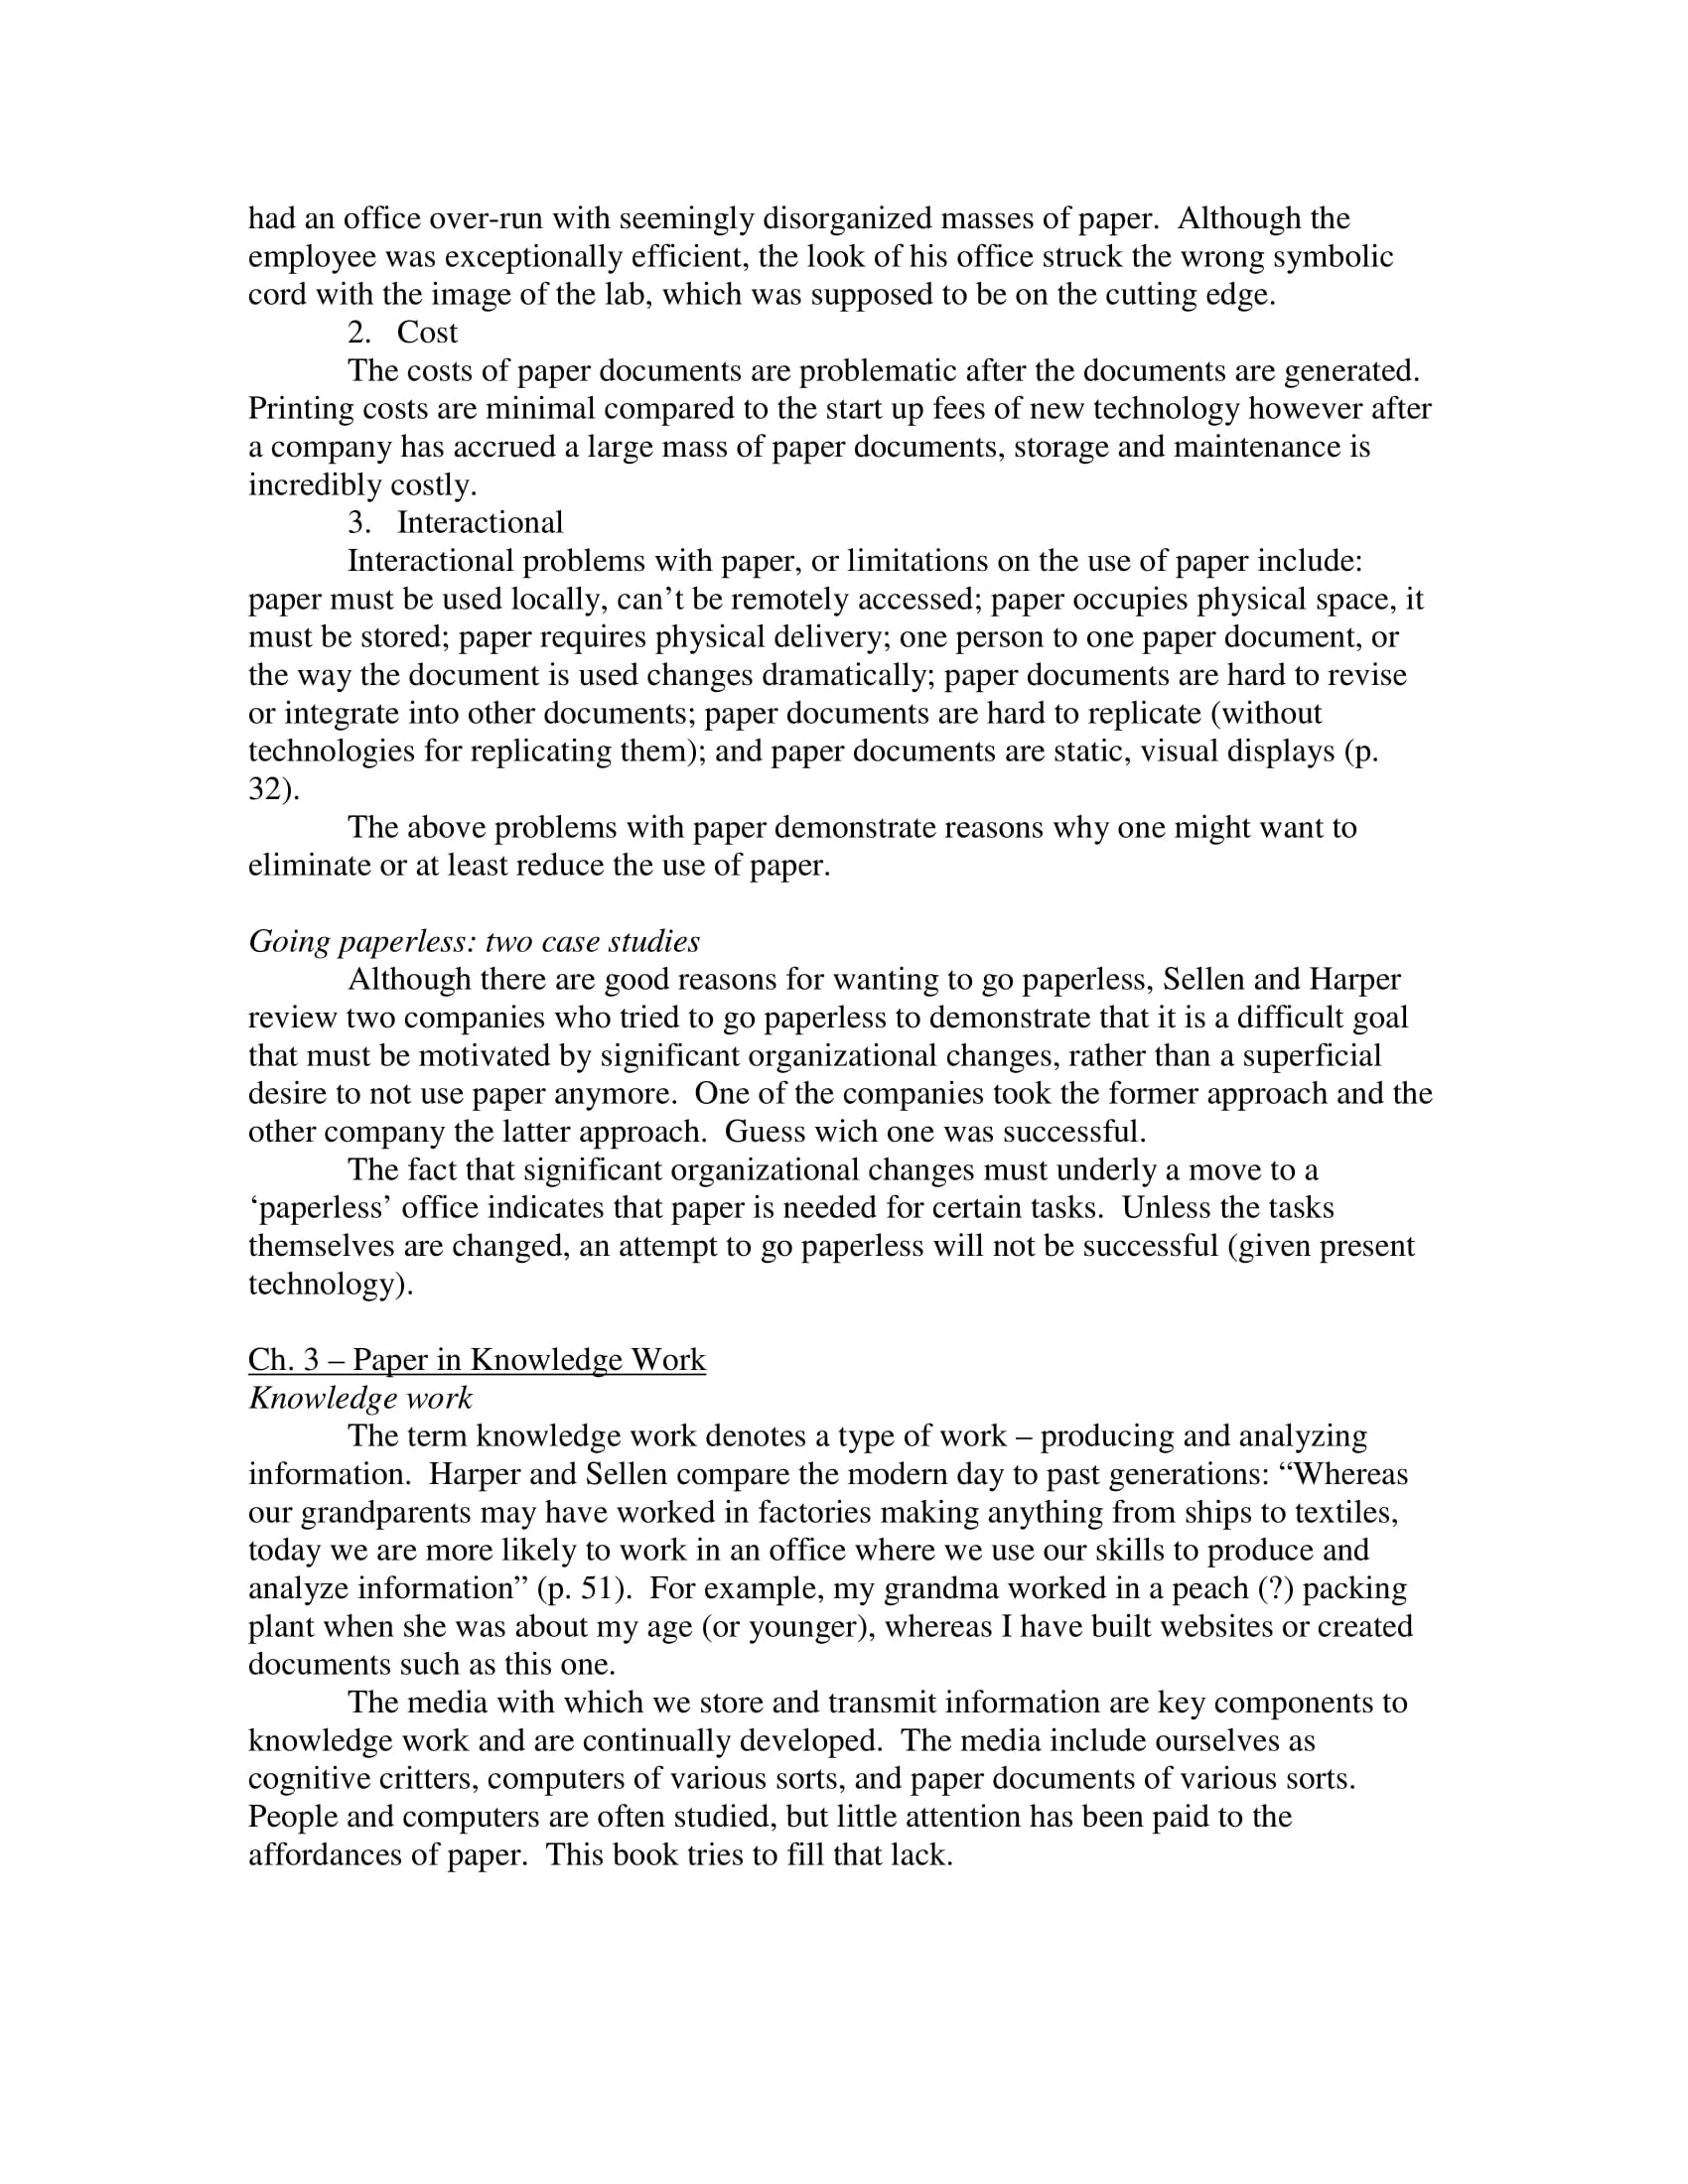 had an office over-run with seemingly disorganized masses of paper.  Although the
employee was exceptionally efficient, the look of his office struck the wrong symbolic
cord with the image of the lab, which was supposed to be on the cutting edge.
2.   Cost
The costs of paper documents are problematic after the documents are generated.
Printing costs are minimal compared to the start up fees of new technology however after
a company has accrued a large mass of paper documents, storage and maintenance is
incredibly costly.
3.   Interactional
Interactional problems with paper, or limitations on the use of paper include:
paper must be used locally, can’t be remotely accessed; paper occupies physical space, it
must be stored; paper requires physical delivery; one person to one paper document, or
the way the document is used changes dramatically; paper documents are hard to revise
or integrate into other documents; paper documents are hard to replicate (without
technologies for replicating them); and paper documents are static, visual displays (p.
32).
The above problems with paper demonstrate reasons why one might want to
eliminate or at least reduce the use of paper.
Going paperless: two case studies
Although there are good reasons for wanting to go paperless, Sellen and Harper
review two companies who tried to go paperless to demonstrate that it is a difficult goal
that must be motivated by significant organizational changes, rather than a superficial
desire to not use paper anymore.  One of the companies took the former approach and the
other company the latter approach.  Guess wich one was successful.
The fact that significant organizational changes must underly a move to a
‘paperless’ office indicates that paper is needed for certain tasks.  Unless the tasks
themselves are changed, an attempt to go paperless will not be successful (given present
technology).
Ch. 3 – Paper in Knowledge Work
Knowledge work
The term knowledge work denotes a type of work – producing and analyzing
information.  Harper and Sellen compare the modern day to past generations: “Whereas
our grandparents may have worked in factories making anything from ships to textiles,
today we are more likely to work in an office where we use our skills to produce and
analyze information” (p. 51).  For example, my grandma worked in a peach (?) packing
plant when she was about my age (or younger), whereas I have built websites or created
documents such as this one.
The media with which we store and transmit information are key components to
knowledge work and are continually developed.  The media include ourselves as
cognitive critters, computers of various sorts, and paper documents of various sorts.
People and computers are often studied, but little attention has been paid to the
affordances of paper.  This book tries to fill that lack.